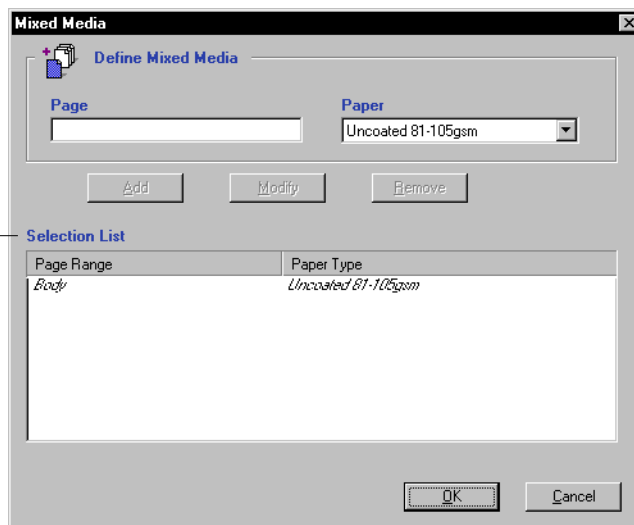 Mixed Media
Define Mixed Media
Page Paper
Uncoated 81-105gsm
Add Modify Remove
Selection List
Page Range Paper Type
Body Uncoated 81-105gsm
OK Cancel